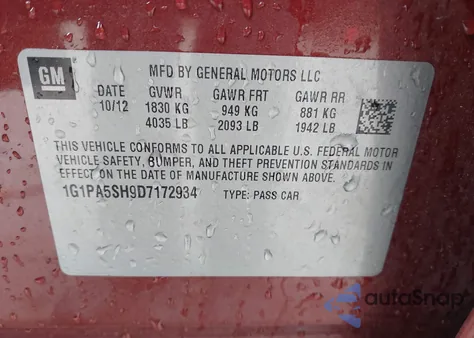 GM
MFD BY GENERAL MOTORS LLC
DATE GVWR GAWR FRT GAWR RR
10/12 1830 KG 949 KG 881 KG
4035 LB 2093 LB 1942 LB
THIS VEHICLE CONFORMS TO ALL APPLICABLE U.S. FEDERAL MOTOR
VEHICLE SAFETY, BUMPER, AND THEFT PREVENTION STANDARDS IN
EFFECT ON THE DATE OF MANUFACTURE SHOWN ABOVE.
1G1PA5SH9D7172934 TYPE: PASS CAR
autoSnap